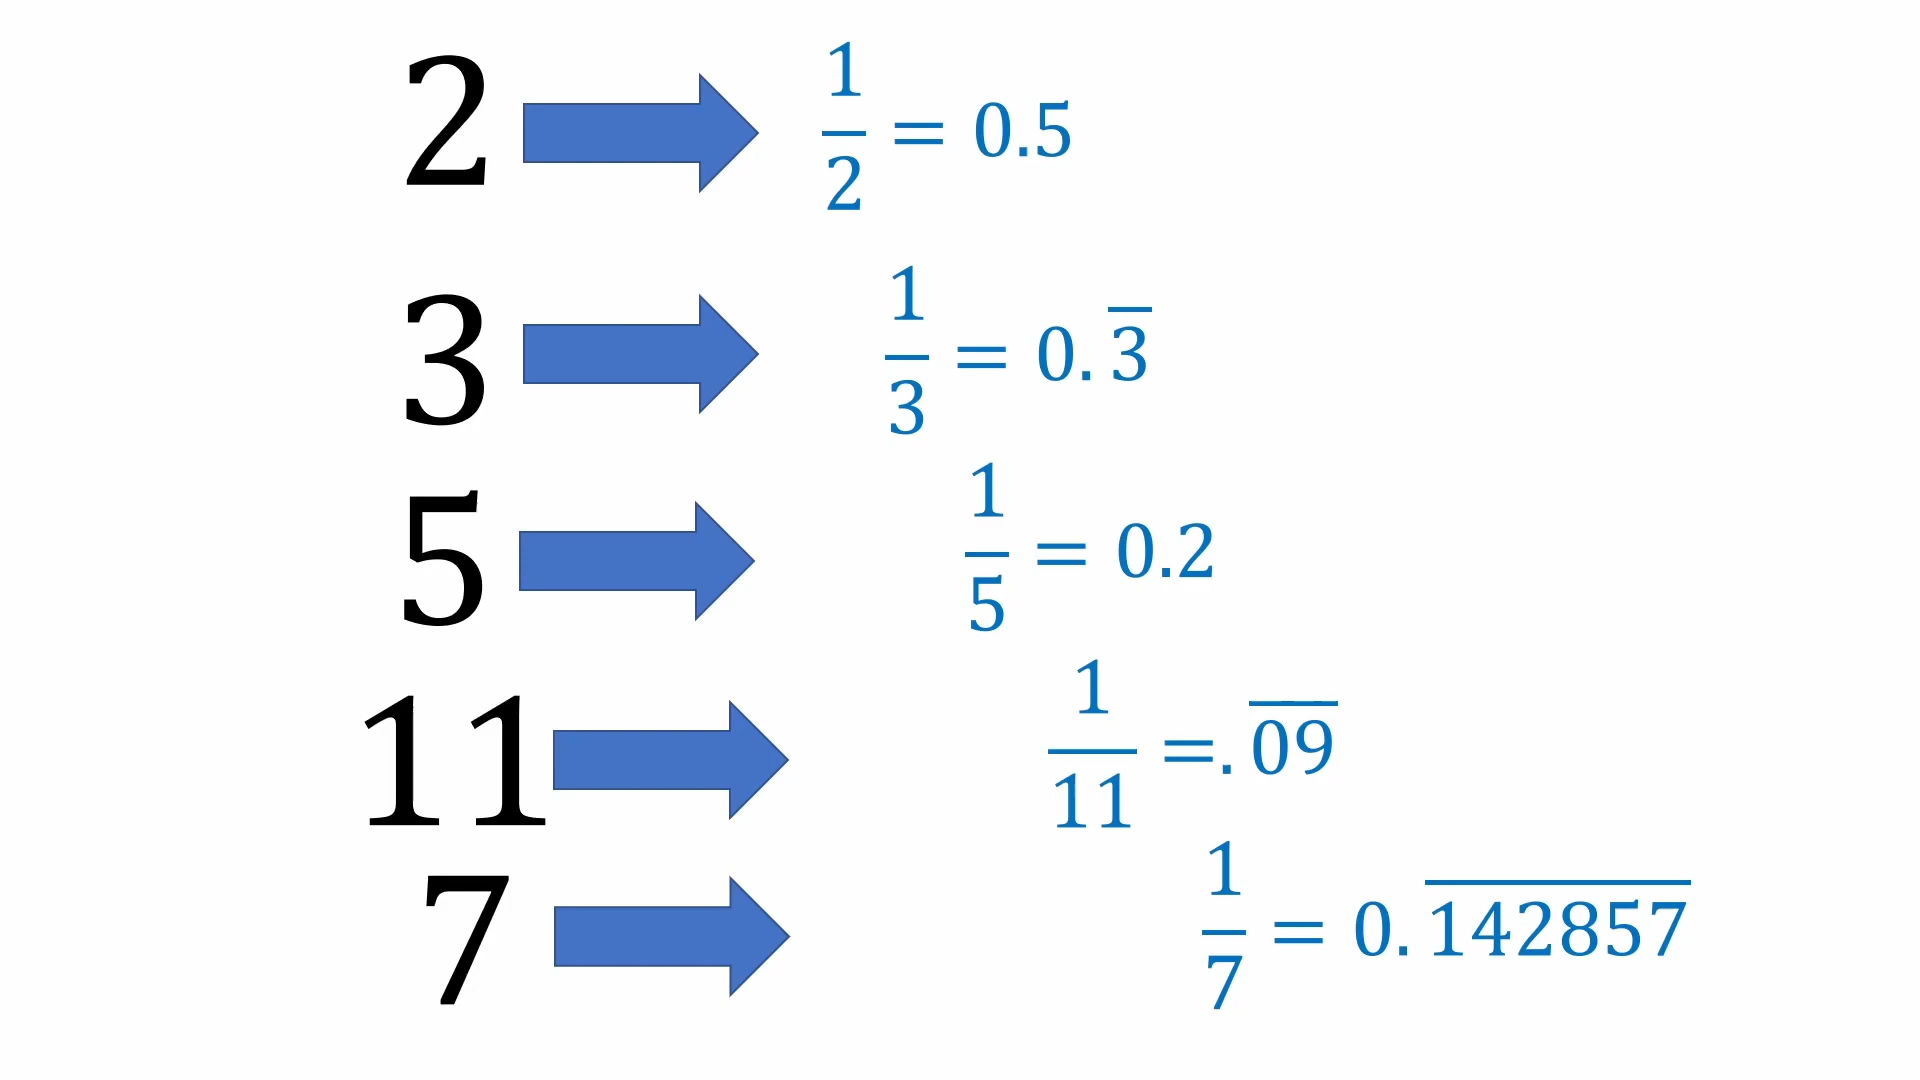 2 1/2 = 0.5
3 1/3 = 0.3̅
5 1/5 = 0.2
11 1/11 =.0̅9̅
7 1/7 = 0.1̅4̅2̅8̅5̅7̅